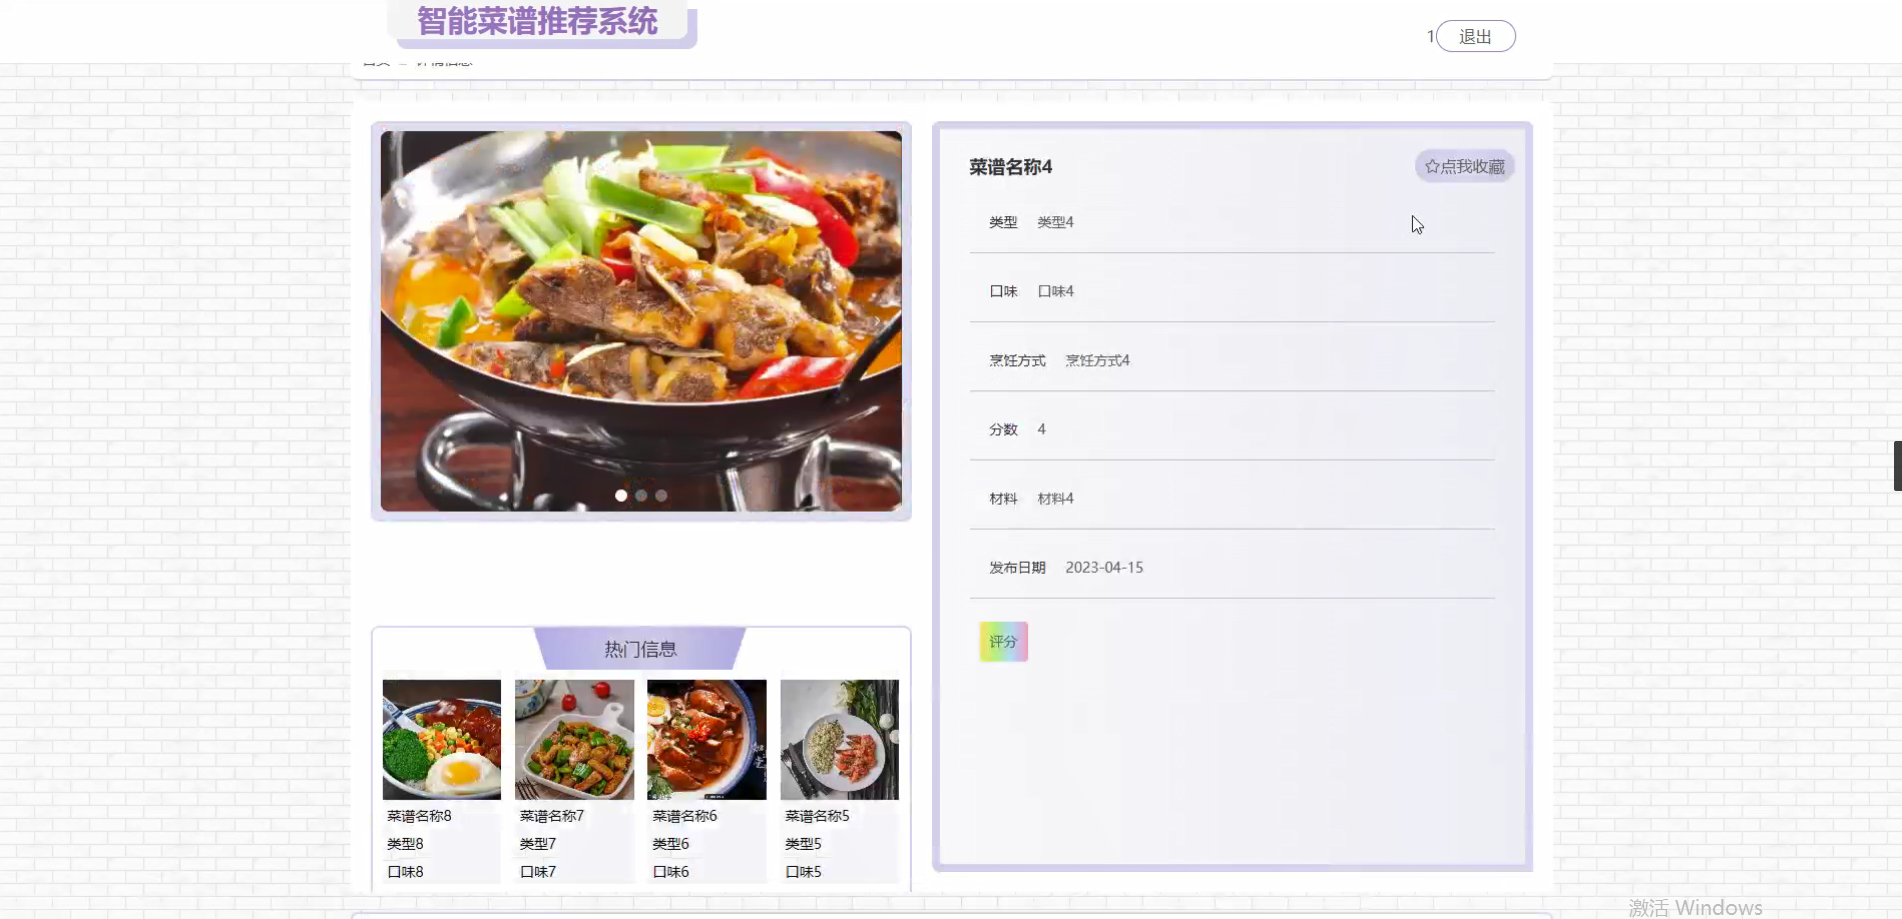 智能菜谱推荐系统
1 退出
菜谱名称4
☆点我收藏
类型 类型4
口味 口味4
烹饪方式 烹饪方式4
分数 4
材料 材料4
发布日期 2023-04-15
评分
热门信息
菜谱名称8 菜谱名称7 菜谱名称6 菜谱名称5
类型8 类型7 类型6 类型5
口味8 口味7 口味6 口味5
激活 Windows